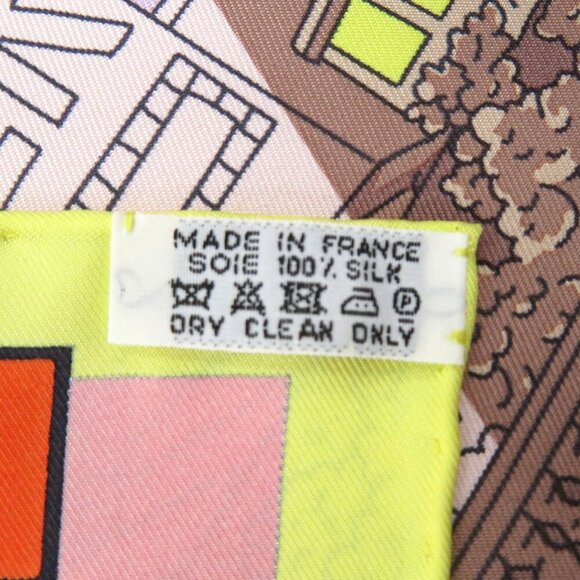 MADE IN FRANCE
SOIE 100% SILK
P
DRY CLEAN ONLY